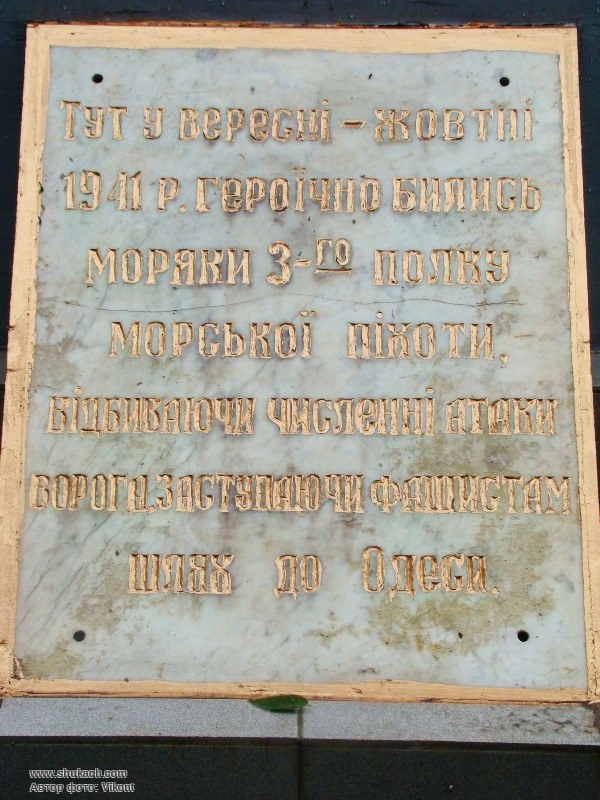 Тут у вересні – жовтні
1941 р. героїчно бились
моряки 3-го полку
морської піхоти,
відбиваючи численні атаки
ворога, заступаючи фашистам
шлях до Одеси.
www.shukach.com
Автор фото: Vikont